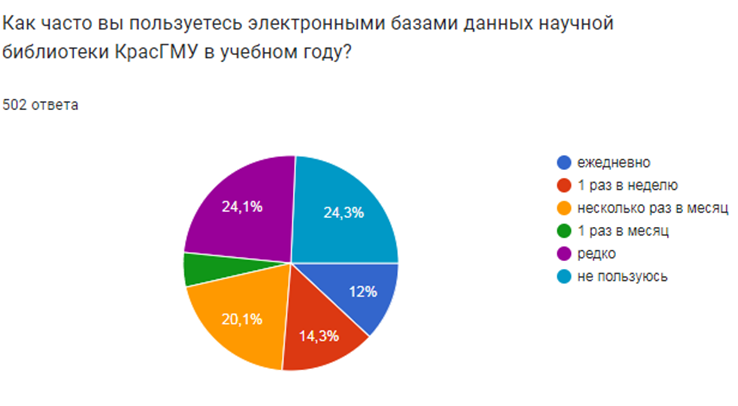 Как часто вы пользуетесь электронными базами данных научной
библиотеки КрасГМУ в учебном году?
502 ответа
24,1%
24,3%
12%
14,3%
20,1%
ежедневно
1 раз в неделю
несколько раз в месяц
1 раз в месяц
редко
не пользуюсь